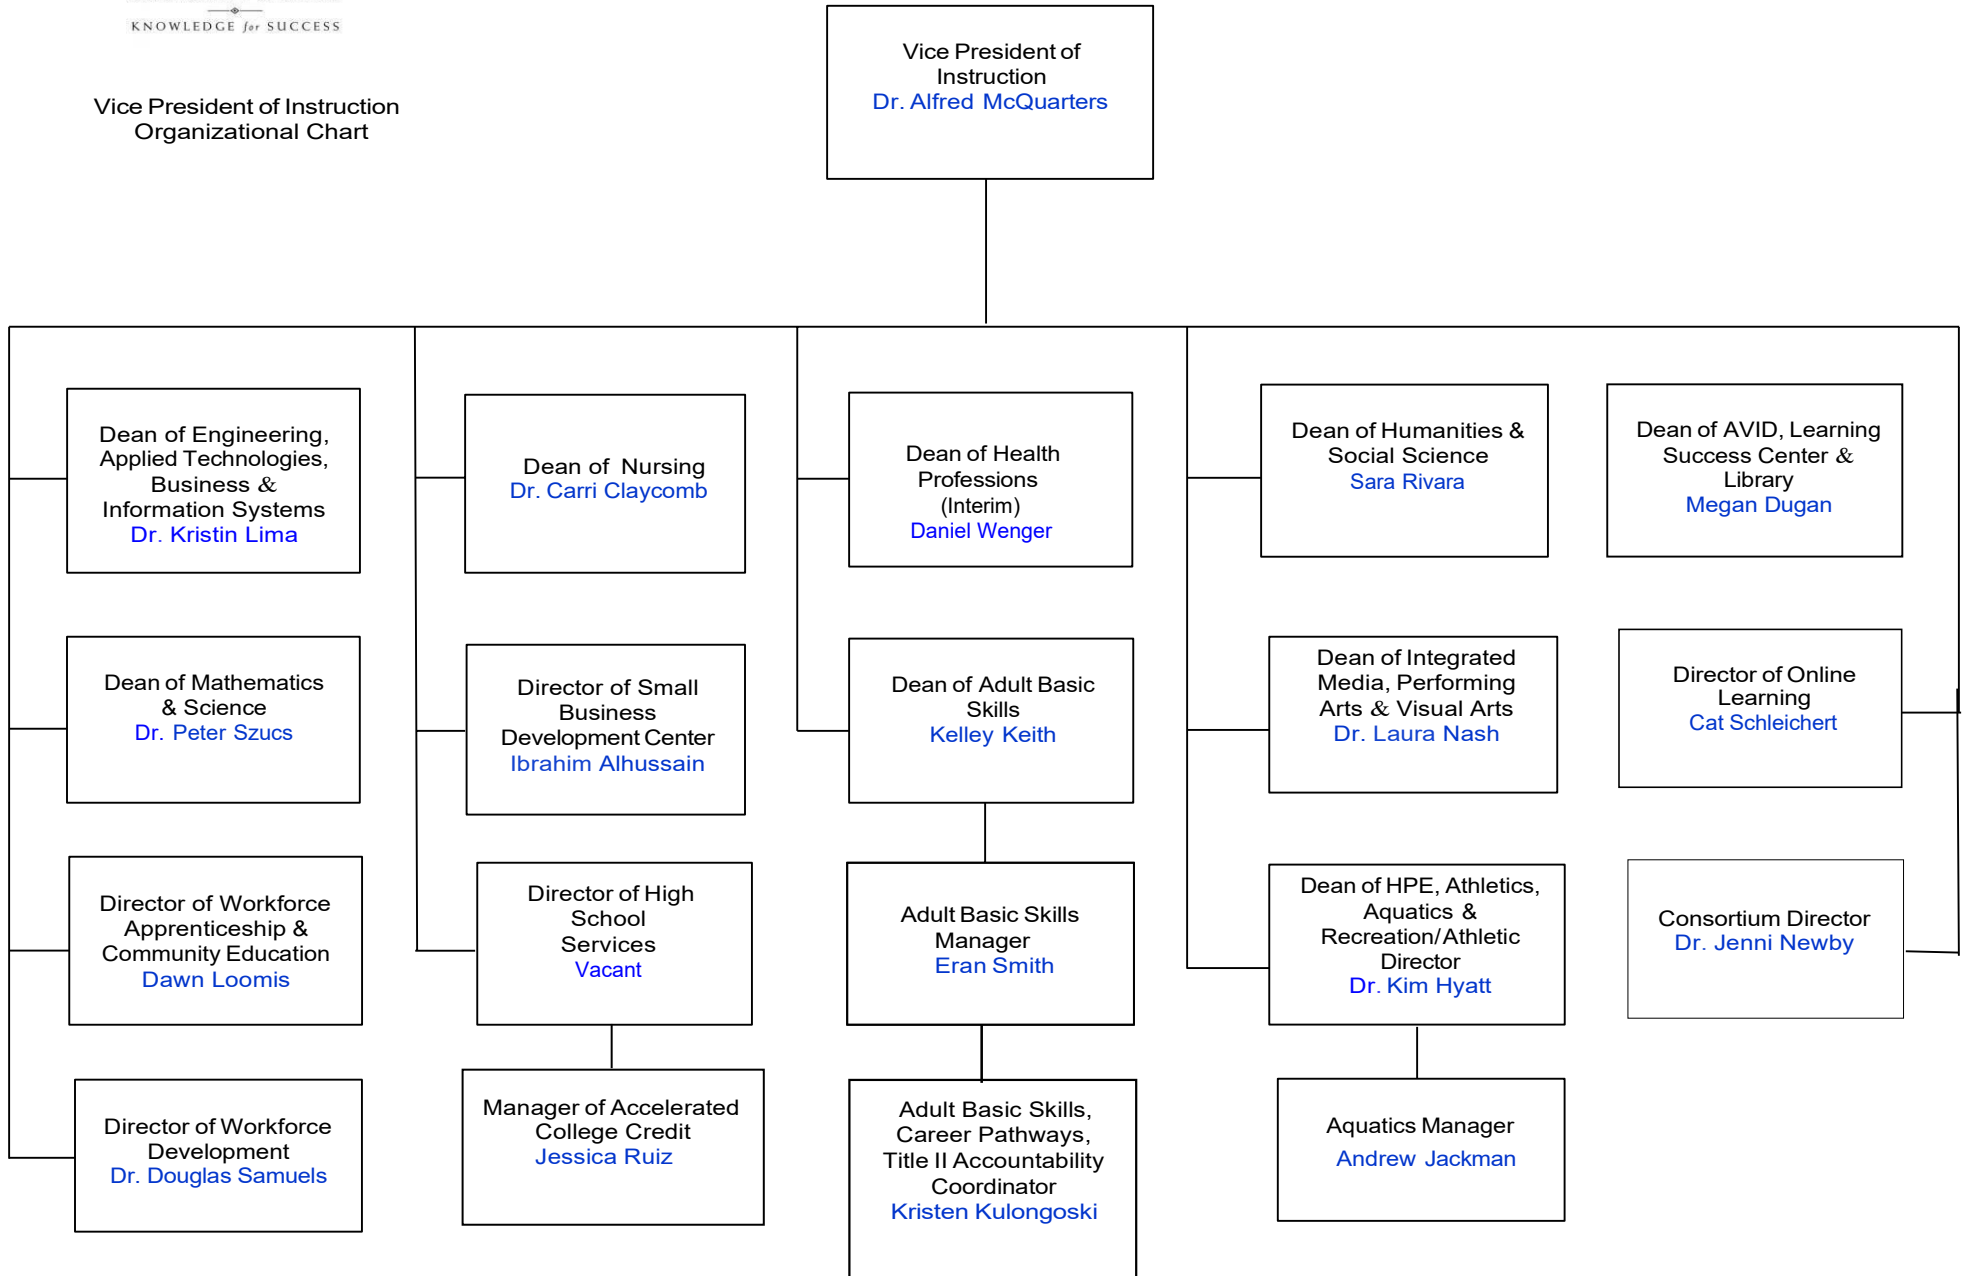 KNOWLEDGE for SUCCESS
Vice President of Instruction
Organizational Chart
Vice President of
Instruction
Dr. Alfred McQuarters
Dean of Engineering,
Applied Technologies,
Business &
Information Systems
Dr. Kristin Lima
Dean of Nursing
Dr. Carri Claycomb
Dean of Health
Professions
(Interim)
Daniel Wenger
Dean of Humanities &
Social Science
Sara Rivara
Dean of AVID, Learning
Success Center &
Library
Megan Dugan
Dean of Mathematics
& Science
Dr. Peter Szucs
Director of Small
Business
Development Center
Ibrahim Alhussain
Dean of Adult Basic
Skills
Kelley Keith
Dean of Integrated
Media, Performing
Arts & Visual Arts
Dr. Laura Nash
Director of Online
Learning
Cat Schleichert
Director of Workforce
Apprenticeship &
Community Education
Dawn Loomis
Director of High
School
Services
Vacant
Adult Basic Skills
Manager
Eran Smith
Dean of HPE, Athletics,
Aquatics &
Recreation/Athletic
Director
Dr. Kim Hyatt
Consortium Director
Dr. Jenni Newby
Director of Workforce
Development
Dr. Douglas Samuels
Manager of Accelerated
College Credit
Jessica Ruiz
Adult Basic Skills,
Career Pathways,
Title II Accountability
Coordinator
Kristen Kulongoski
Aquatics Manager
Andrew Jackman